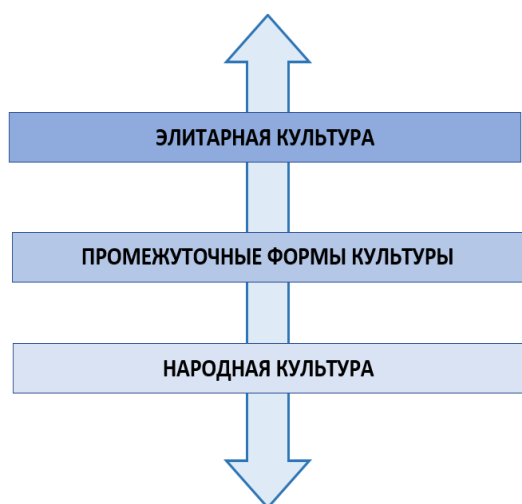 ЭЛИТАРНАЯ КУЛЬТУРА
ПРОМЕЖУТОЧНЫЕ ФОРМЫ КУЛЬТУРЫ
НАРОДНАЯ КУЛЬТУРА